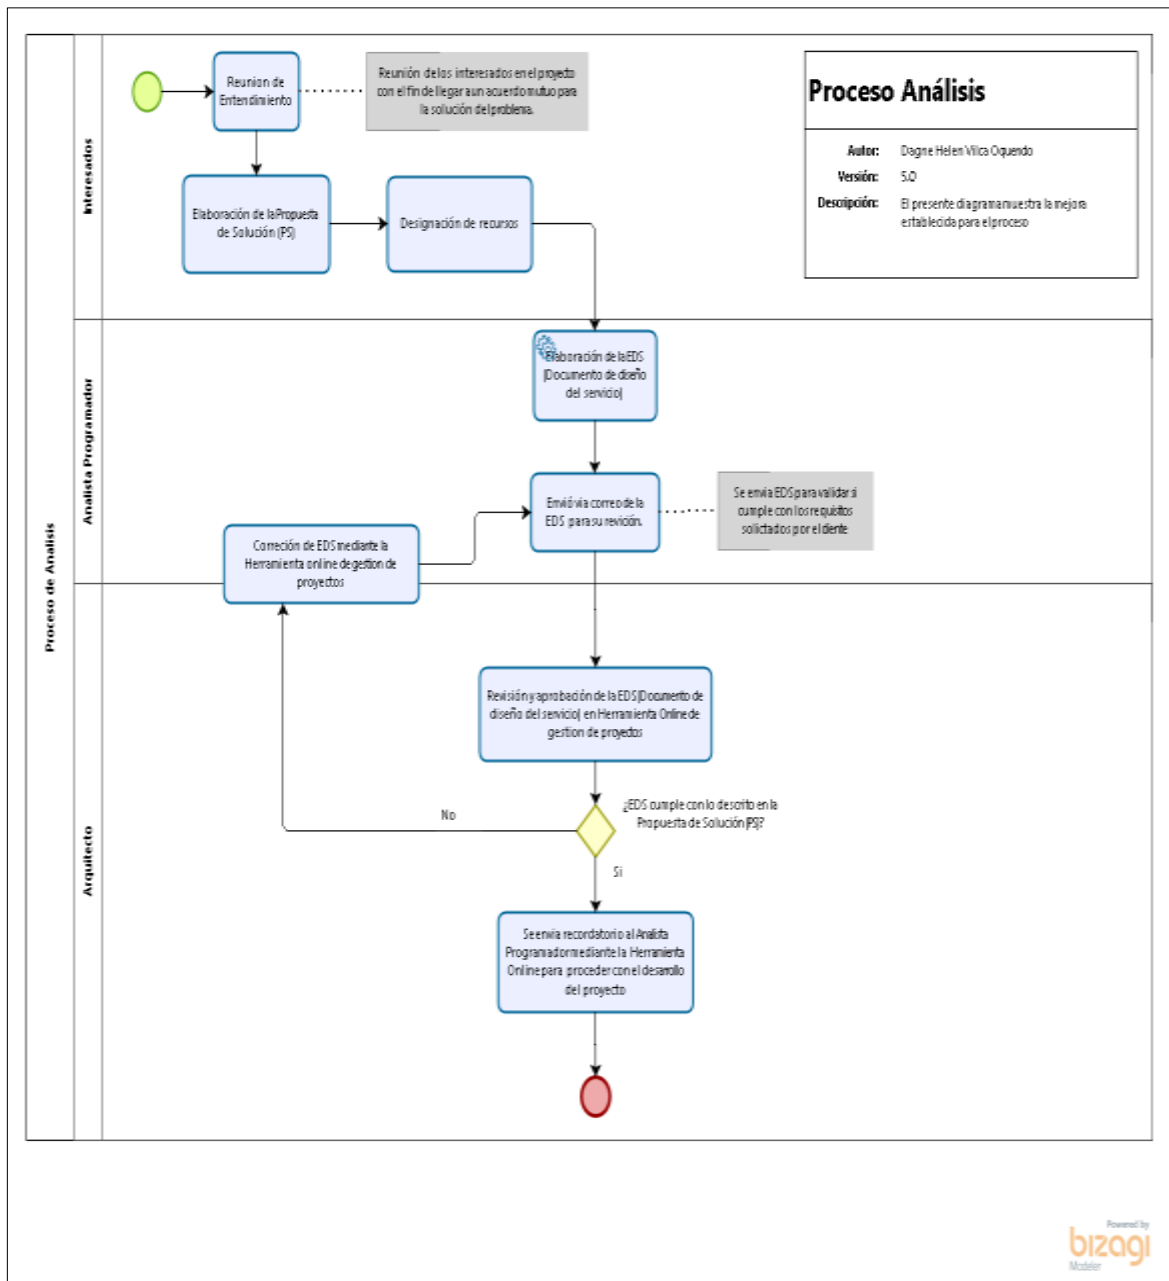 Proceso de Analisis
Interesados
Reunion de
Entendimiento
Reunión de los interesados en el proyecto
con el fin de llegar a un acuerdo mutuo para
la solución del problema.
Proceso Análisis
Autor: Dagne Helen Vilca Oquendo
Versión: 5.0
Descripción: El presente diagrama muestra la mejora
establecida para el proceso
Elaboración de la Propuesta
de Solución (PS)
Designación de recursos
Analista Programador
Elaboración de la EDS
(Documento de diseño
del servicio)
Envió via correo de la
EDS para su revición.
Se envia EDS para validar si
cumple con los requisitos
solictados por el cliente
Correción de EDS mediante la
Herramienta online de gestion de
proyectos
Arquitecto
Revisión y aprobación de la EDS(Documento de
diseño del servicio) en Herramienta Online de
gestion de proyectos
¿EDS cumple con lo descrito en la
Propuesta de Solución(PS)?
No
Si
Se envia recordatorio al Analista
Programador mediante la Herramienta
Online para proceder con el desarrollo
del proyecto
Powered by
bizagi
Modeler